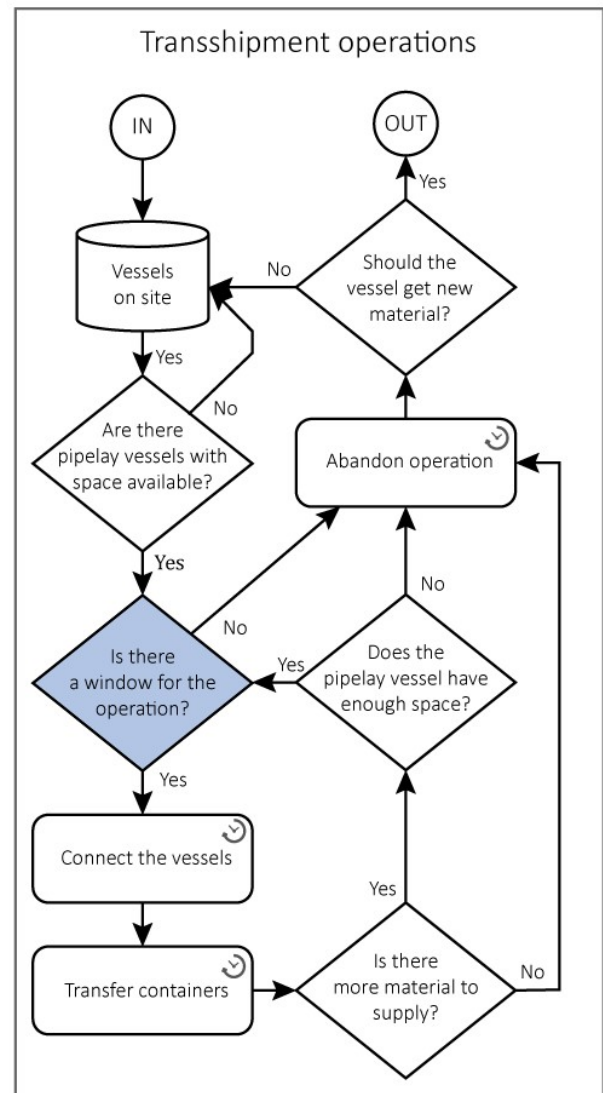 Transshipment operations
IN
OUT
Yes
Vessels
on site
No
Should the
vessel get new
material?
Yes
No
Are there
pipelay vessels with
space available?
Abandon operation
Yes
No
No
Is there
a window for the
operation?
Yes
Does the
pipelay vessel have
enough space?
Yes
Connect the vessels
Yes
Transfer containers
Is there
more material to
supply?
No